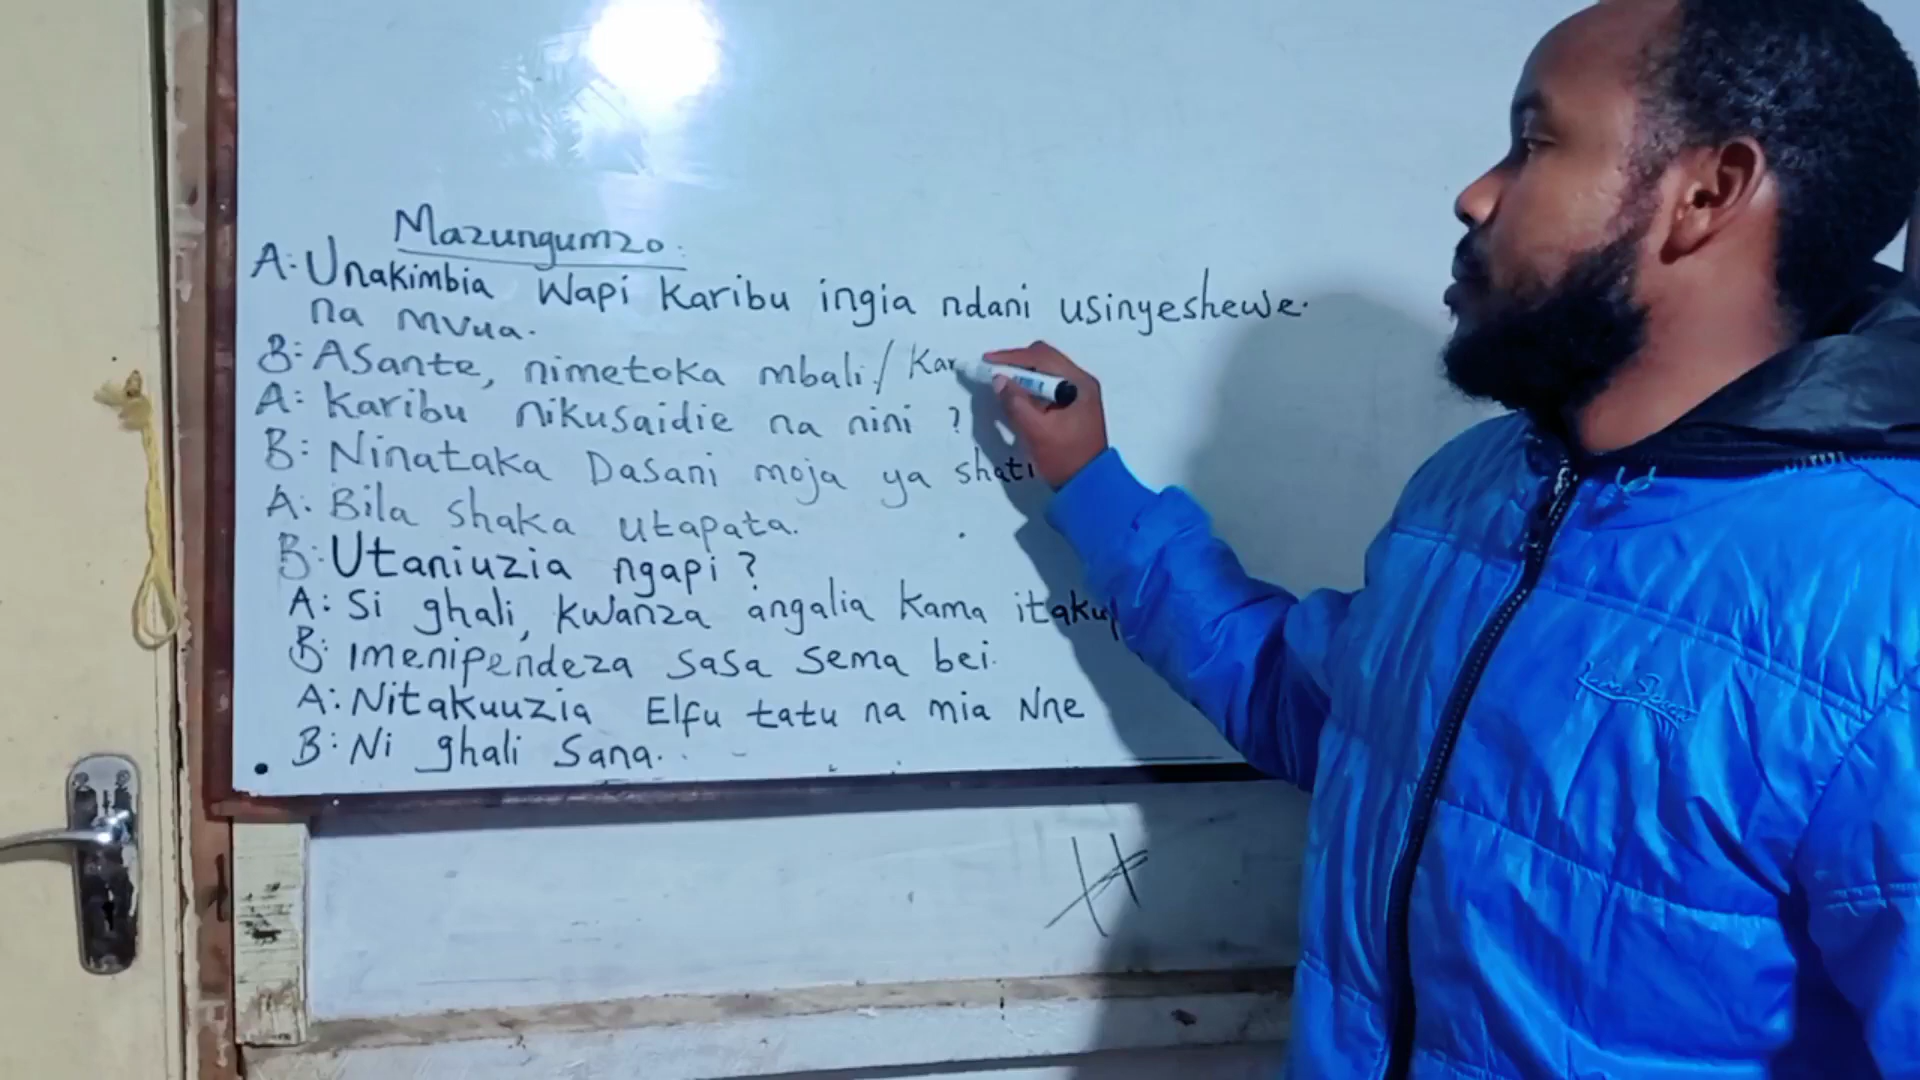 Mazungumzo:
A: Unakimbia wapi karibu ingia ndani usinyeshewe.
na mvua.
B: Asante, nimetoka mbali. / Kar
A: Karibu nikusaidie na nini ?
B: Ninataka Dasani moja ya shati
A: Bila shaka utapata.
B: Utaniuzia ngapi ?
A: Si ghali, kwanza angalia kama itaku
B: Imenipendeza sasa sema bei.
A: Nitakuuzia Elfu tatu na mia Nne
B: Ni ghali Sana.